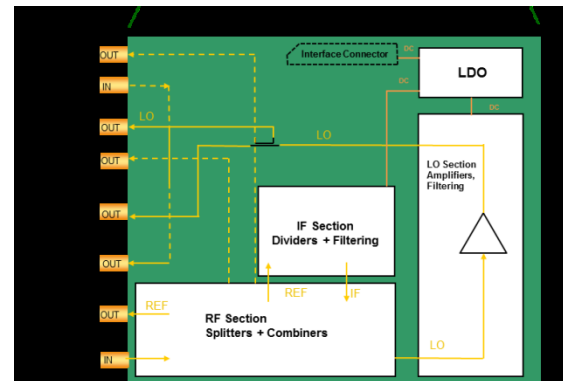 Interface Connector
DC
LDO
DC
DC
OUT
IN
OUT
LO
OUT
LO
LO Section
Amplifiers,
Filtering
OUT
IF Section
Dividers + Filtering
OUT
REF
IF
OUT
REF
RF Section
Splitters + Combiners
IN
LO